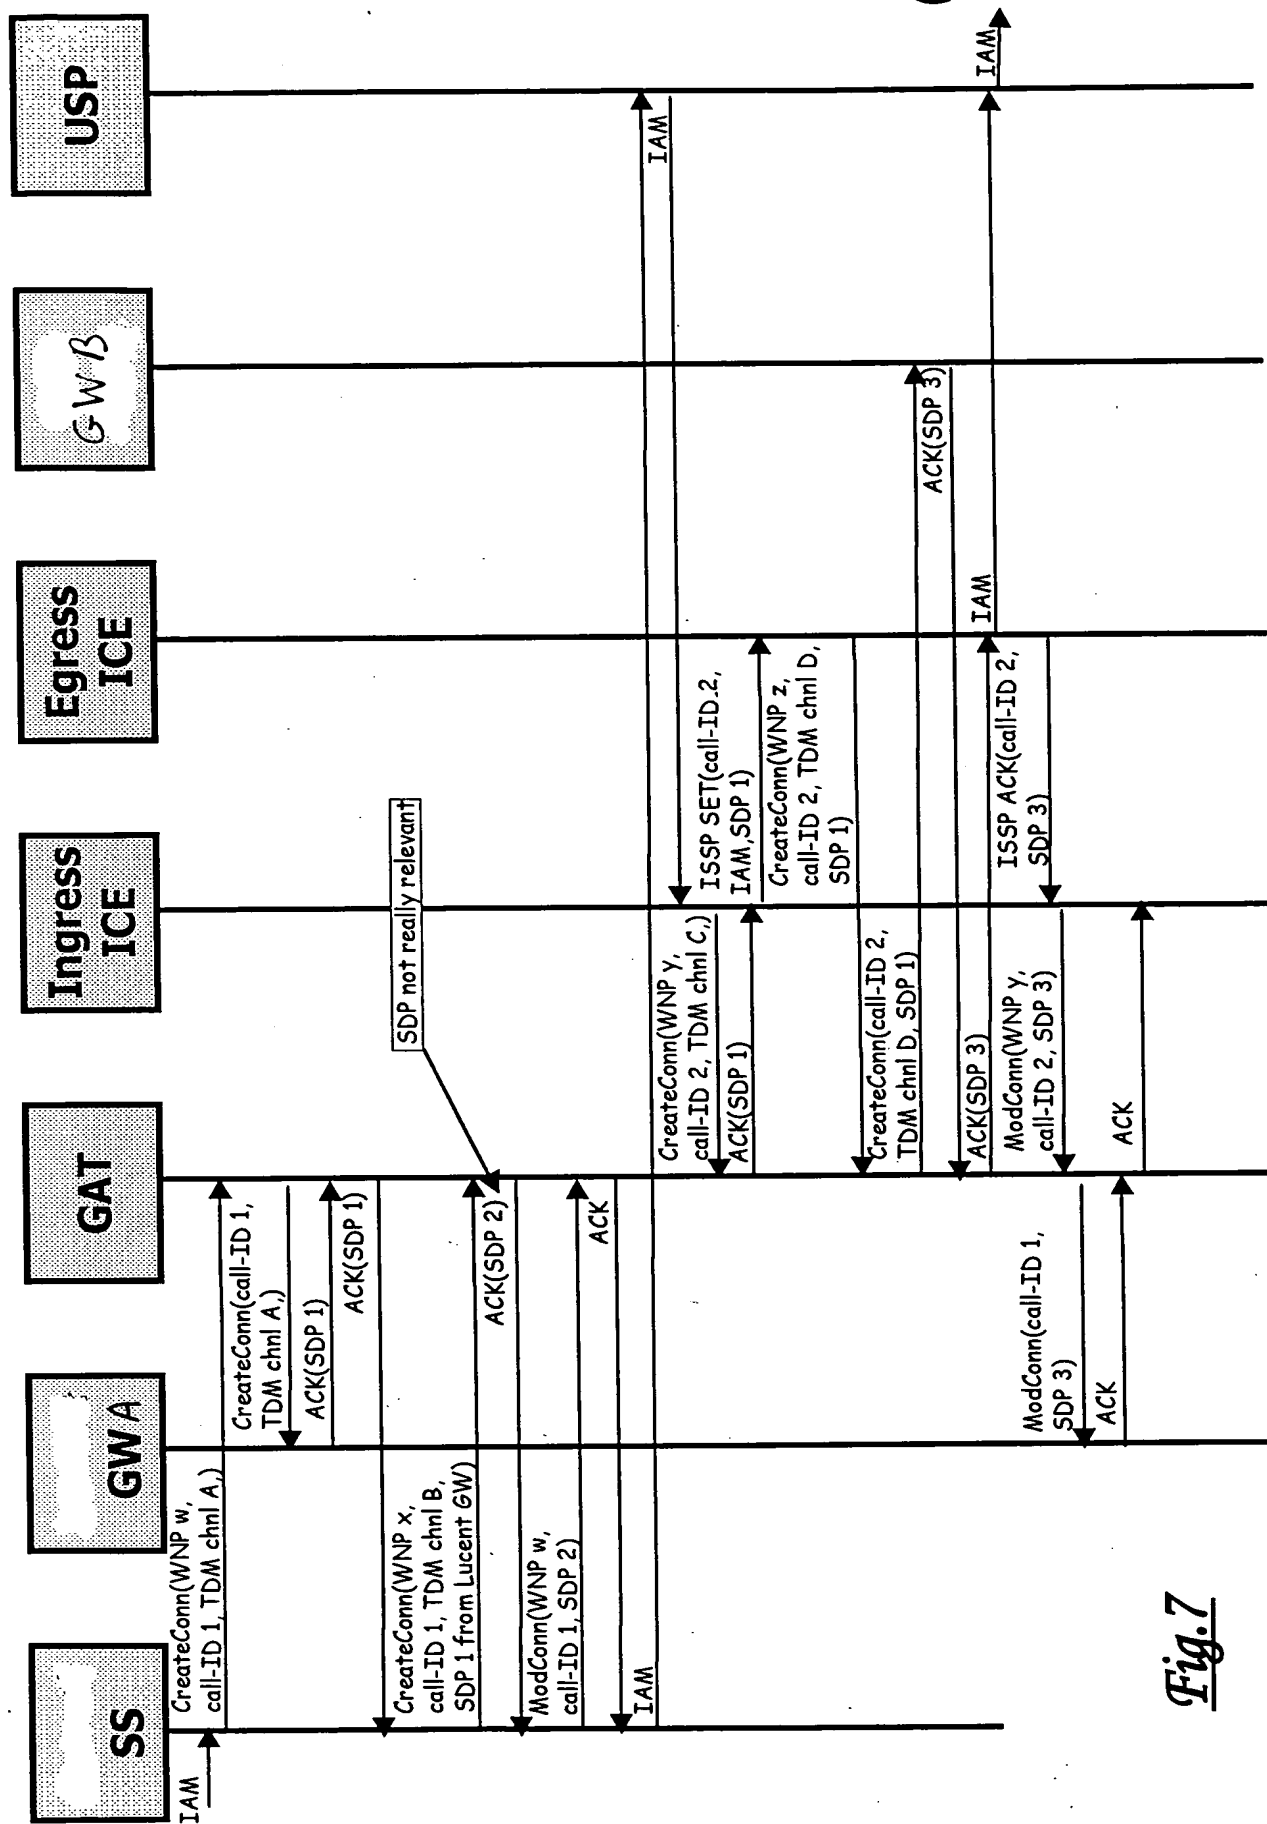 SS
GWA
GAT
Ingress
ICE
Egress
ICE
GWB
USP
IAM
CreateConn(WNP w,
call-ID 1, TDM chnl A,)
CreateConn(call-ID 1,
TDM chnl A,)
ACK(SDP 1)
ACK(SDP 1)
CreateConn(WNP x,
call-ID 1, TDM chnl B,
SDP 1 from Lucent GW)
ACK(SDP 2)
SDP not really relevant
ModConn(WNP w,
call-ID 1, SDP 2)
ACK
IAM
IAM
CreateConn(WNP y,
call-ID 2, TDM chnl C,)
ACK(SDP 1)
ISSP SET(call-ID.2,
IAM,SDP 1)
CreateConn(WNP z,
call-ID 2, TDM chnl D,
SDP 1)
CreateConn(call-ID 2,
TDM chnl D, SDP 1)
ACK(SDP 3)
ACK(SDP 3)
IAM
IAM
ISSP ACK(call-ID 2,
SDP 3)
ModConn(WNP y,
call-ID 2, SDP 3)
ModConn(call-ID 1,
SDP 3)
ACK
ACK
Fig.7